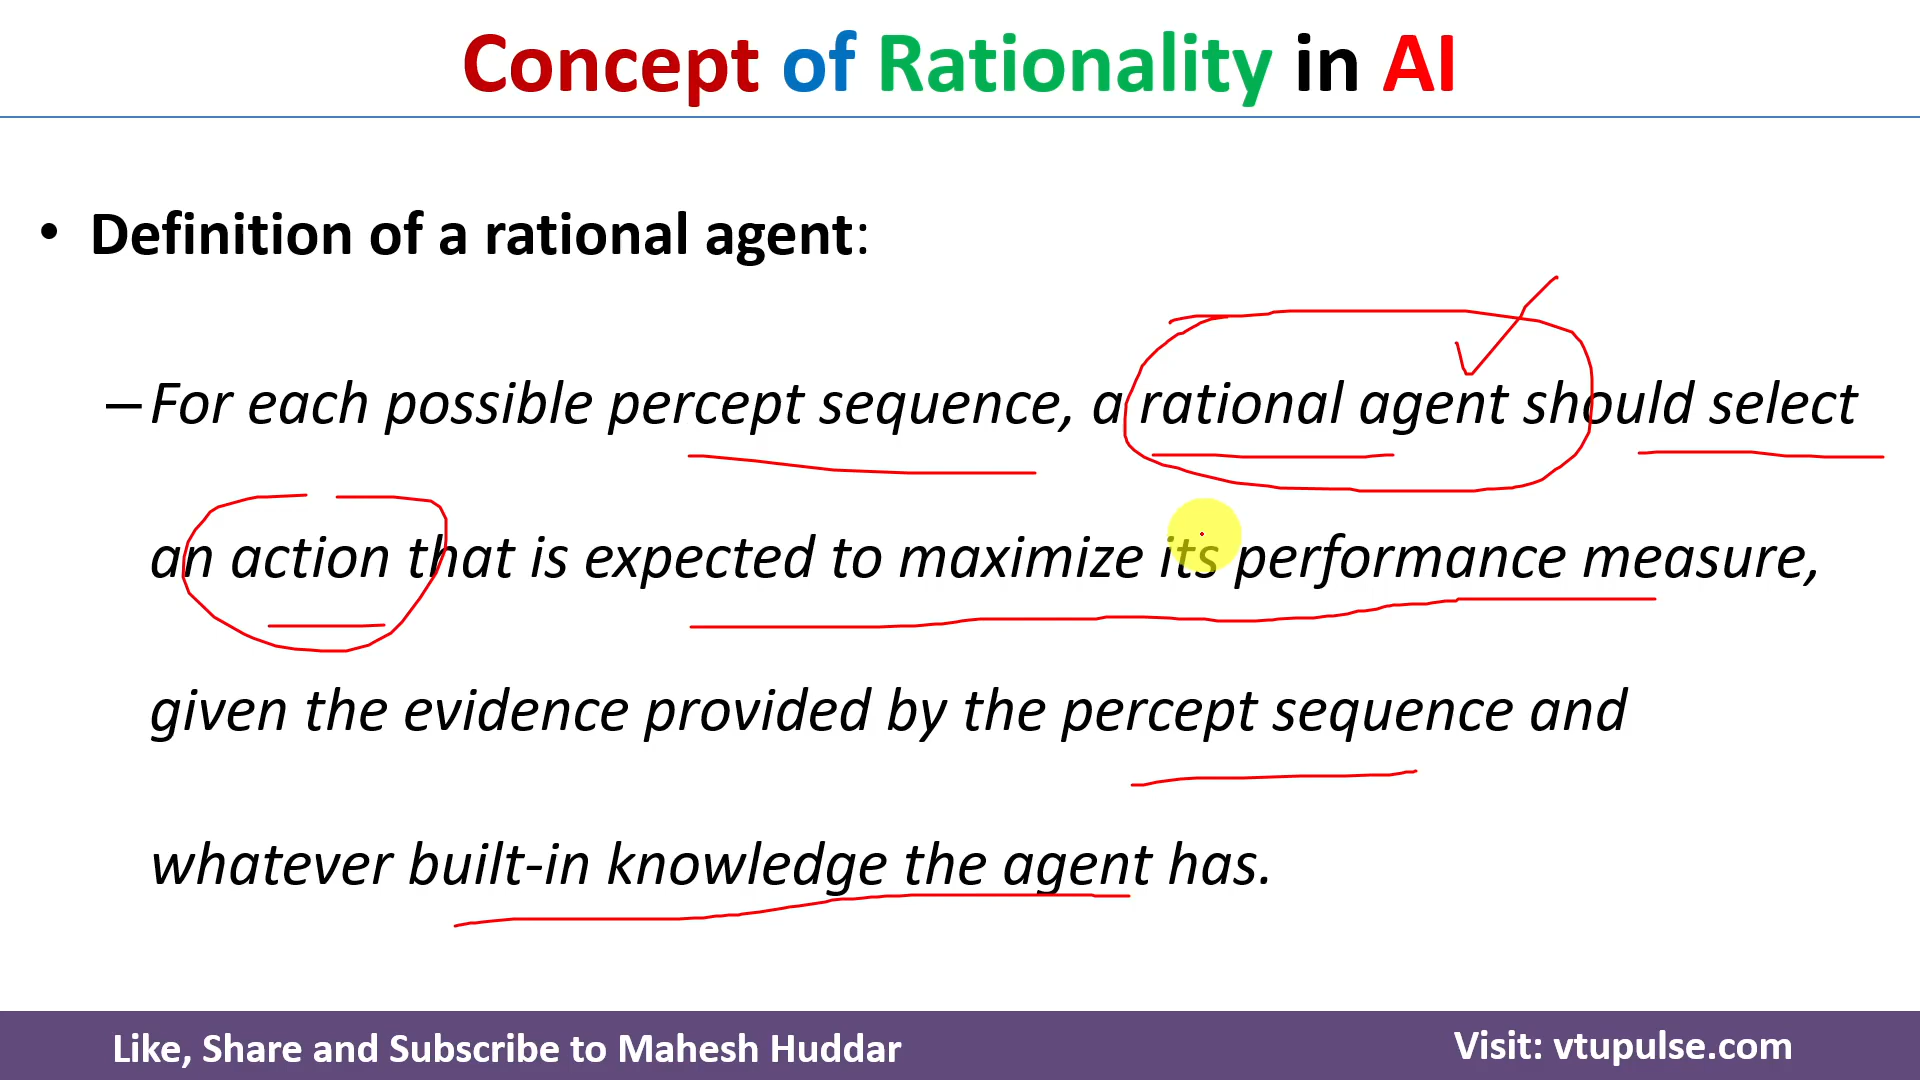 Concept of Rationality in AI
• Definition of a rational agent:
– For each possible percept sequence, a rational agent should select
an action that is expected to maximize its performance measure,
given the evidence provided by the percept sequence and
whatever built-in knowledge the agent has.
Like, Share and Subscribe to Mahesh Huddar
Visit: vtupulse.com